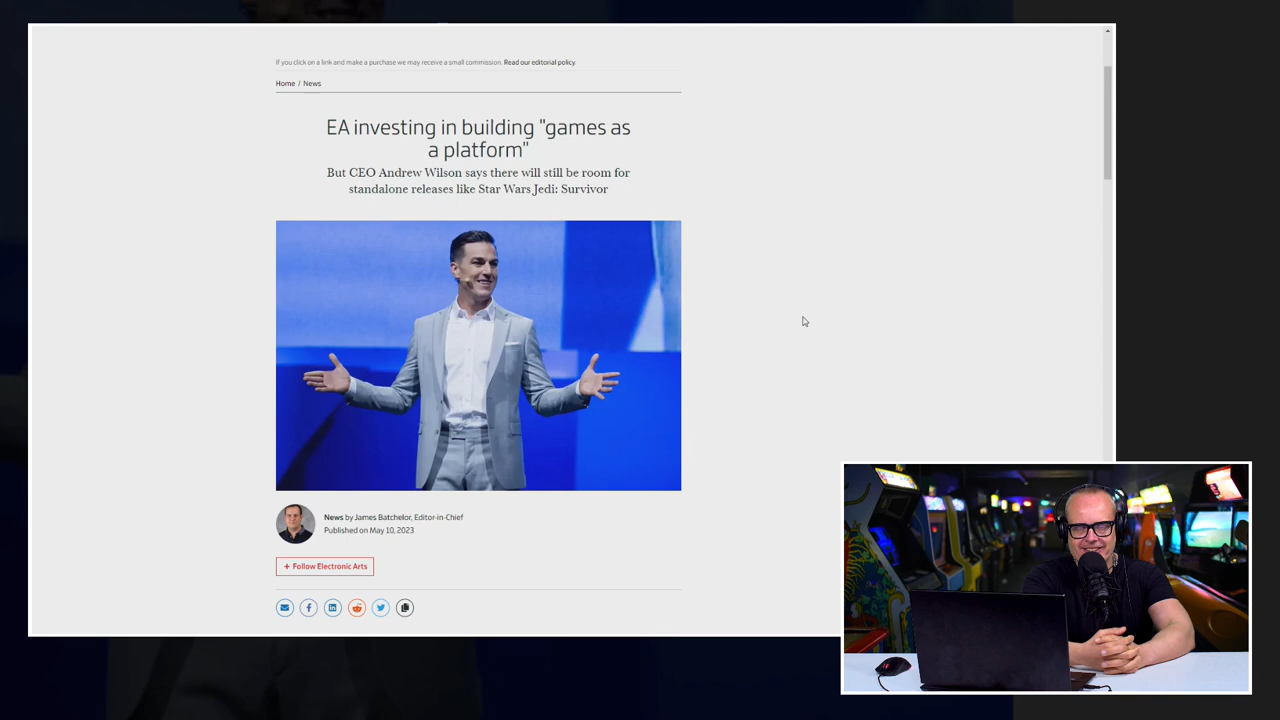 If you click on a link and make a purchase we may receive a small commission. Read our editorial policy.
Home / News
EA investing in building "games as
a platform"
But CEO Andrew Wilson says there will still be room for
standalone releases like Star Wars Jedi: Survivor
News by James Batchelor, Editor-in-Chief
Published on May 10, 2023
+ Follow Electronic Arts